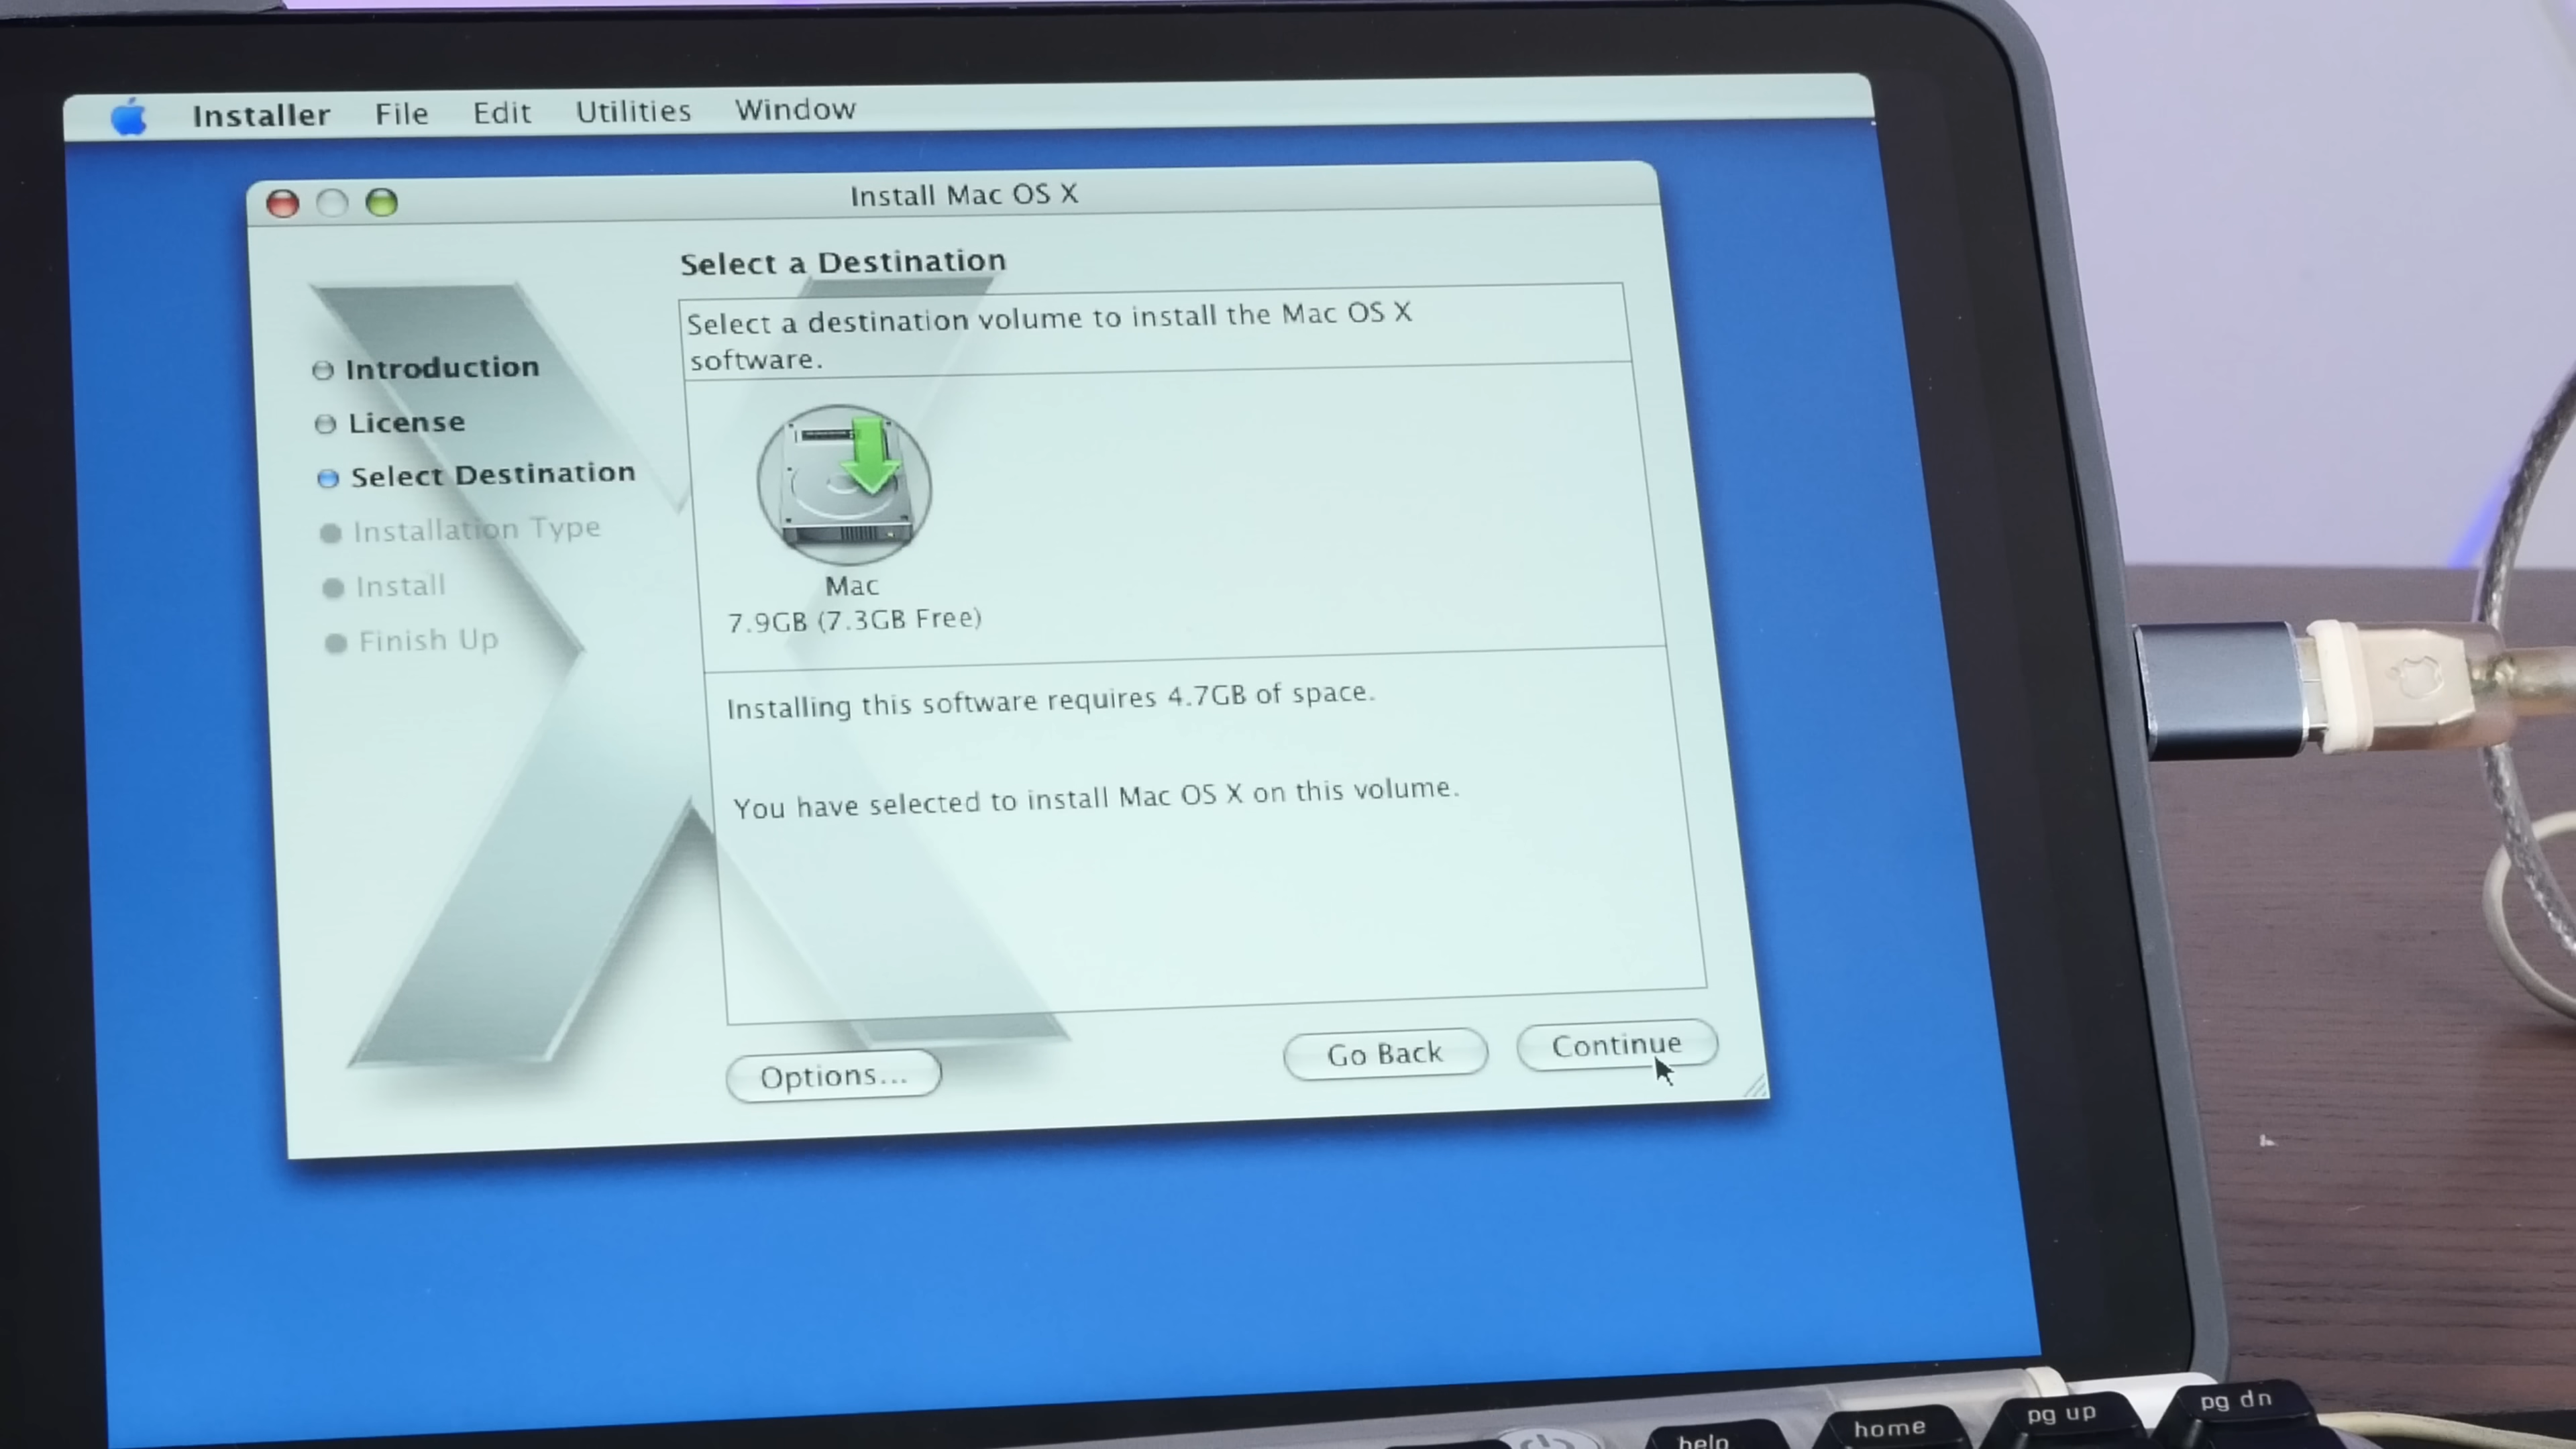 Installer File Edit Utilities Window
Install Mac OS X
Select a Destination
Select a destination volume to install the Mac OS X
software.
Introduction
License
Select Destination
Installation Type
Install
Finish Up
Mac
7.9GB (7.3GB Free)
Installing this software requires 4.7GB of space.
You have selected to install Mac OS X on this volume.
Options...
Go Back
Continue
help
home
pg up
pg dn